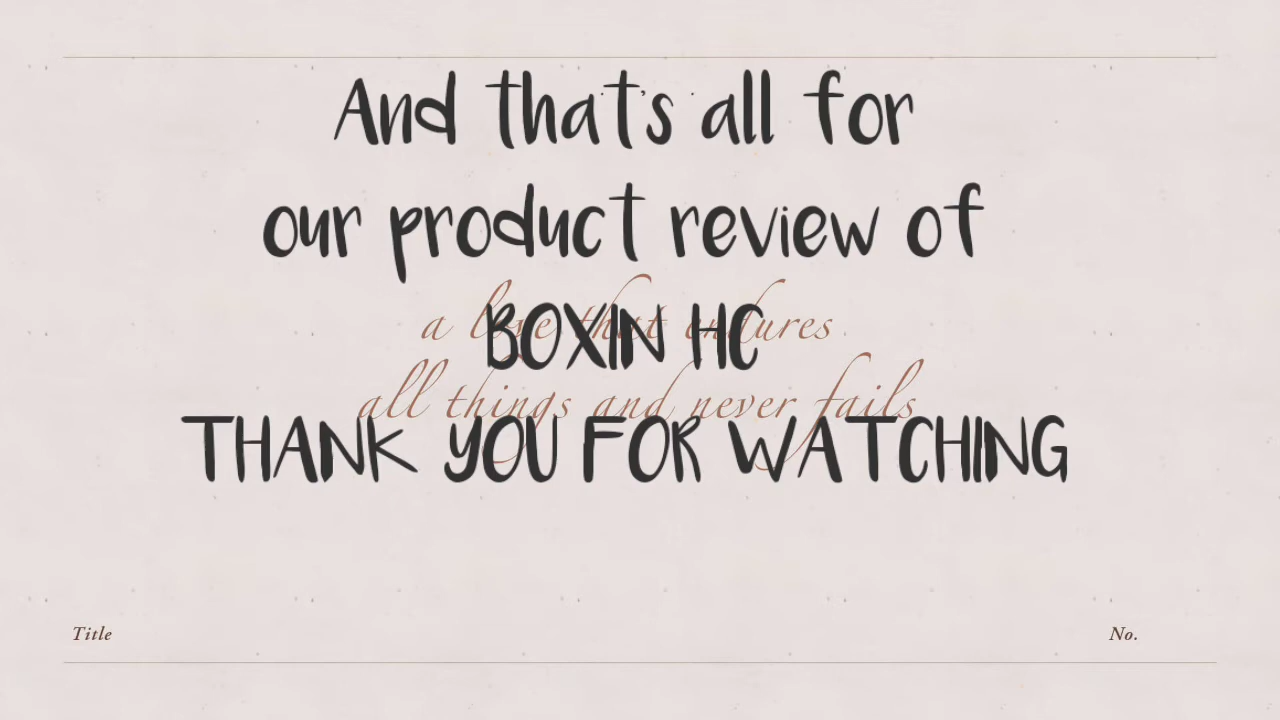 And that's all for
our product review of
a love that endures
BOXIN HC
all things and never fails
THANK YOU FOR WATCHING
Title
No.